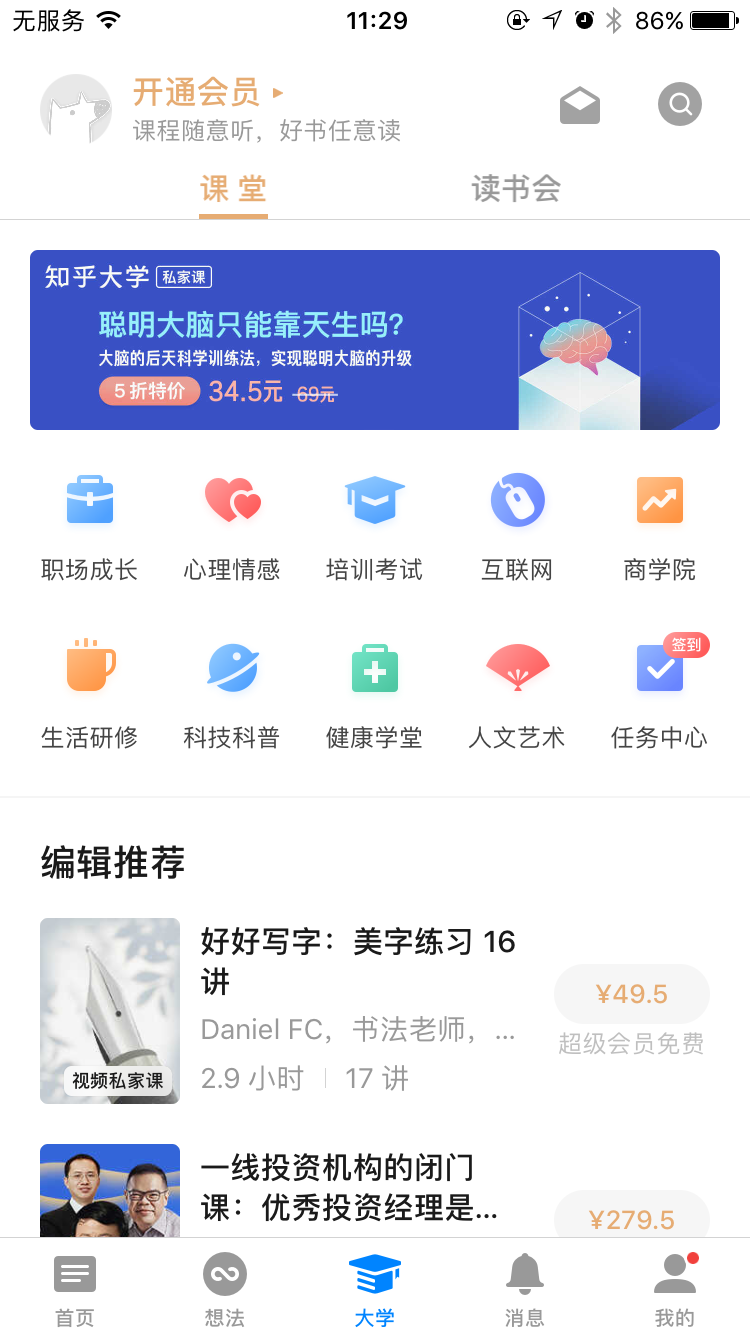 无服务 11:29 86%
开通会员
课程随意听，好书任意读
课 堂 读书会
知乎大学 私家课
聪明大脑只能靠天生吗?
大脑的后天科学训练法，实现聪明大脑的升级
5 折特价 34.5元 69元
职场成长 心理情感 培训考试 互联网 商学院
签到
生活研修 科技科普 健康学堂 人文艺术 任务中心
编辑推荐
好好写字：美字练习 16
讲
Daniel FC，书法老师，...
2.9 小时 17 讲
视频私家课
¥49.5
超级会员免费
一线投资机构的闭门
课：优秀投资经理是...
¥279.5
首页 想法 大学 消息 我的